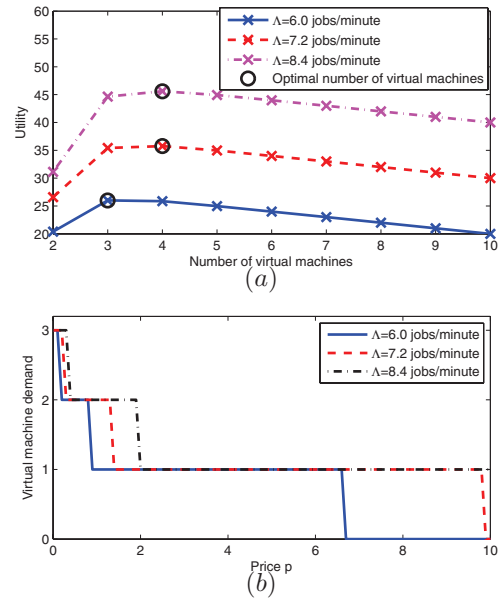 60
55
50
45
40
35
30
25
20
Utility
Λ=6.0 jobs/minute
Λ=7.2 jobs/minute
Λ=8.4 jobs/minute
Optimal number of virtual machines
2 3 4 5 6 7 8 9 10
Number of virtual machines
(a)
3
2
1
0
Virtual machine demand
Λ=6.0 jobs/minute
Λ=7.2 jobs/minute
Λ=8.4 jobs/minute
0 2 4 6 8 10
Price p
(b)